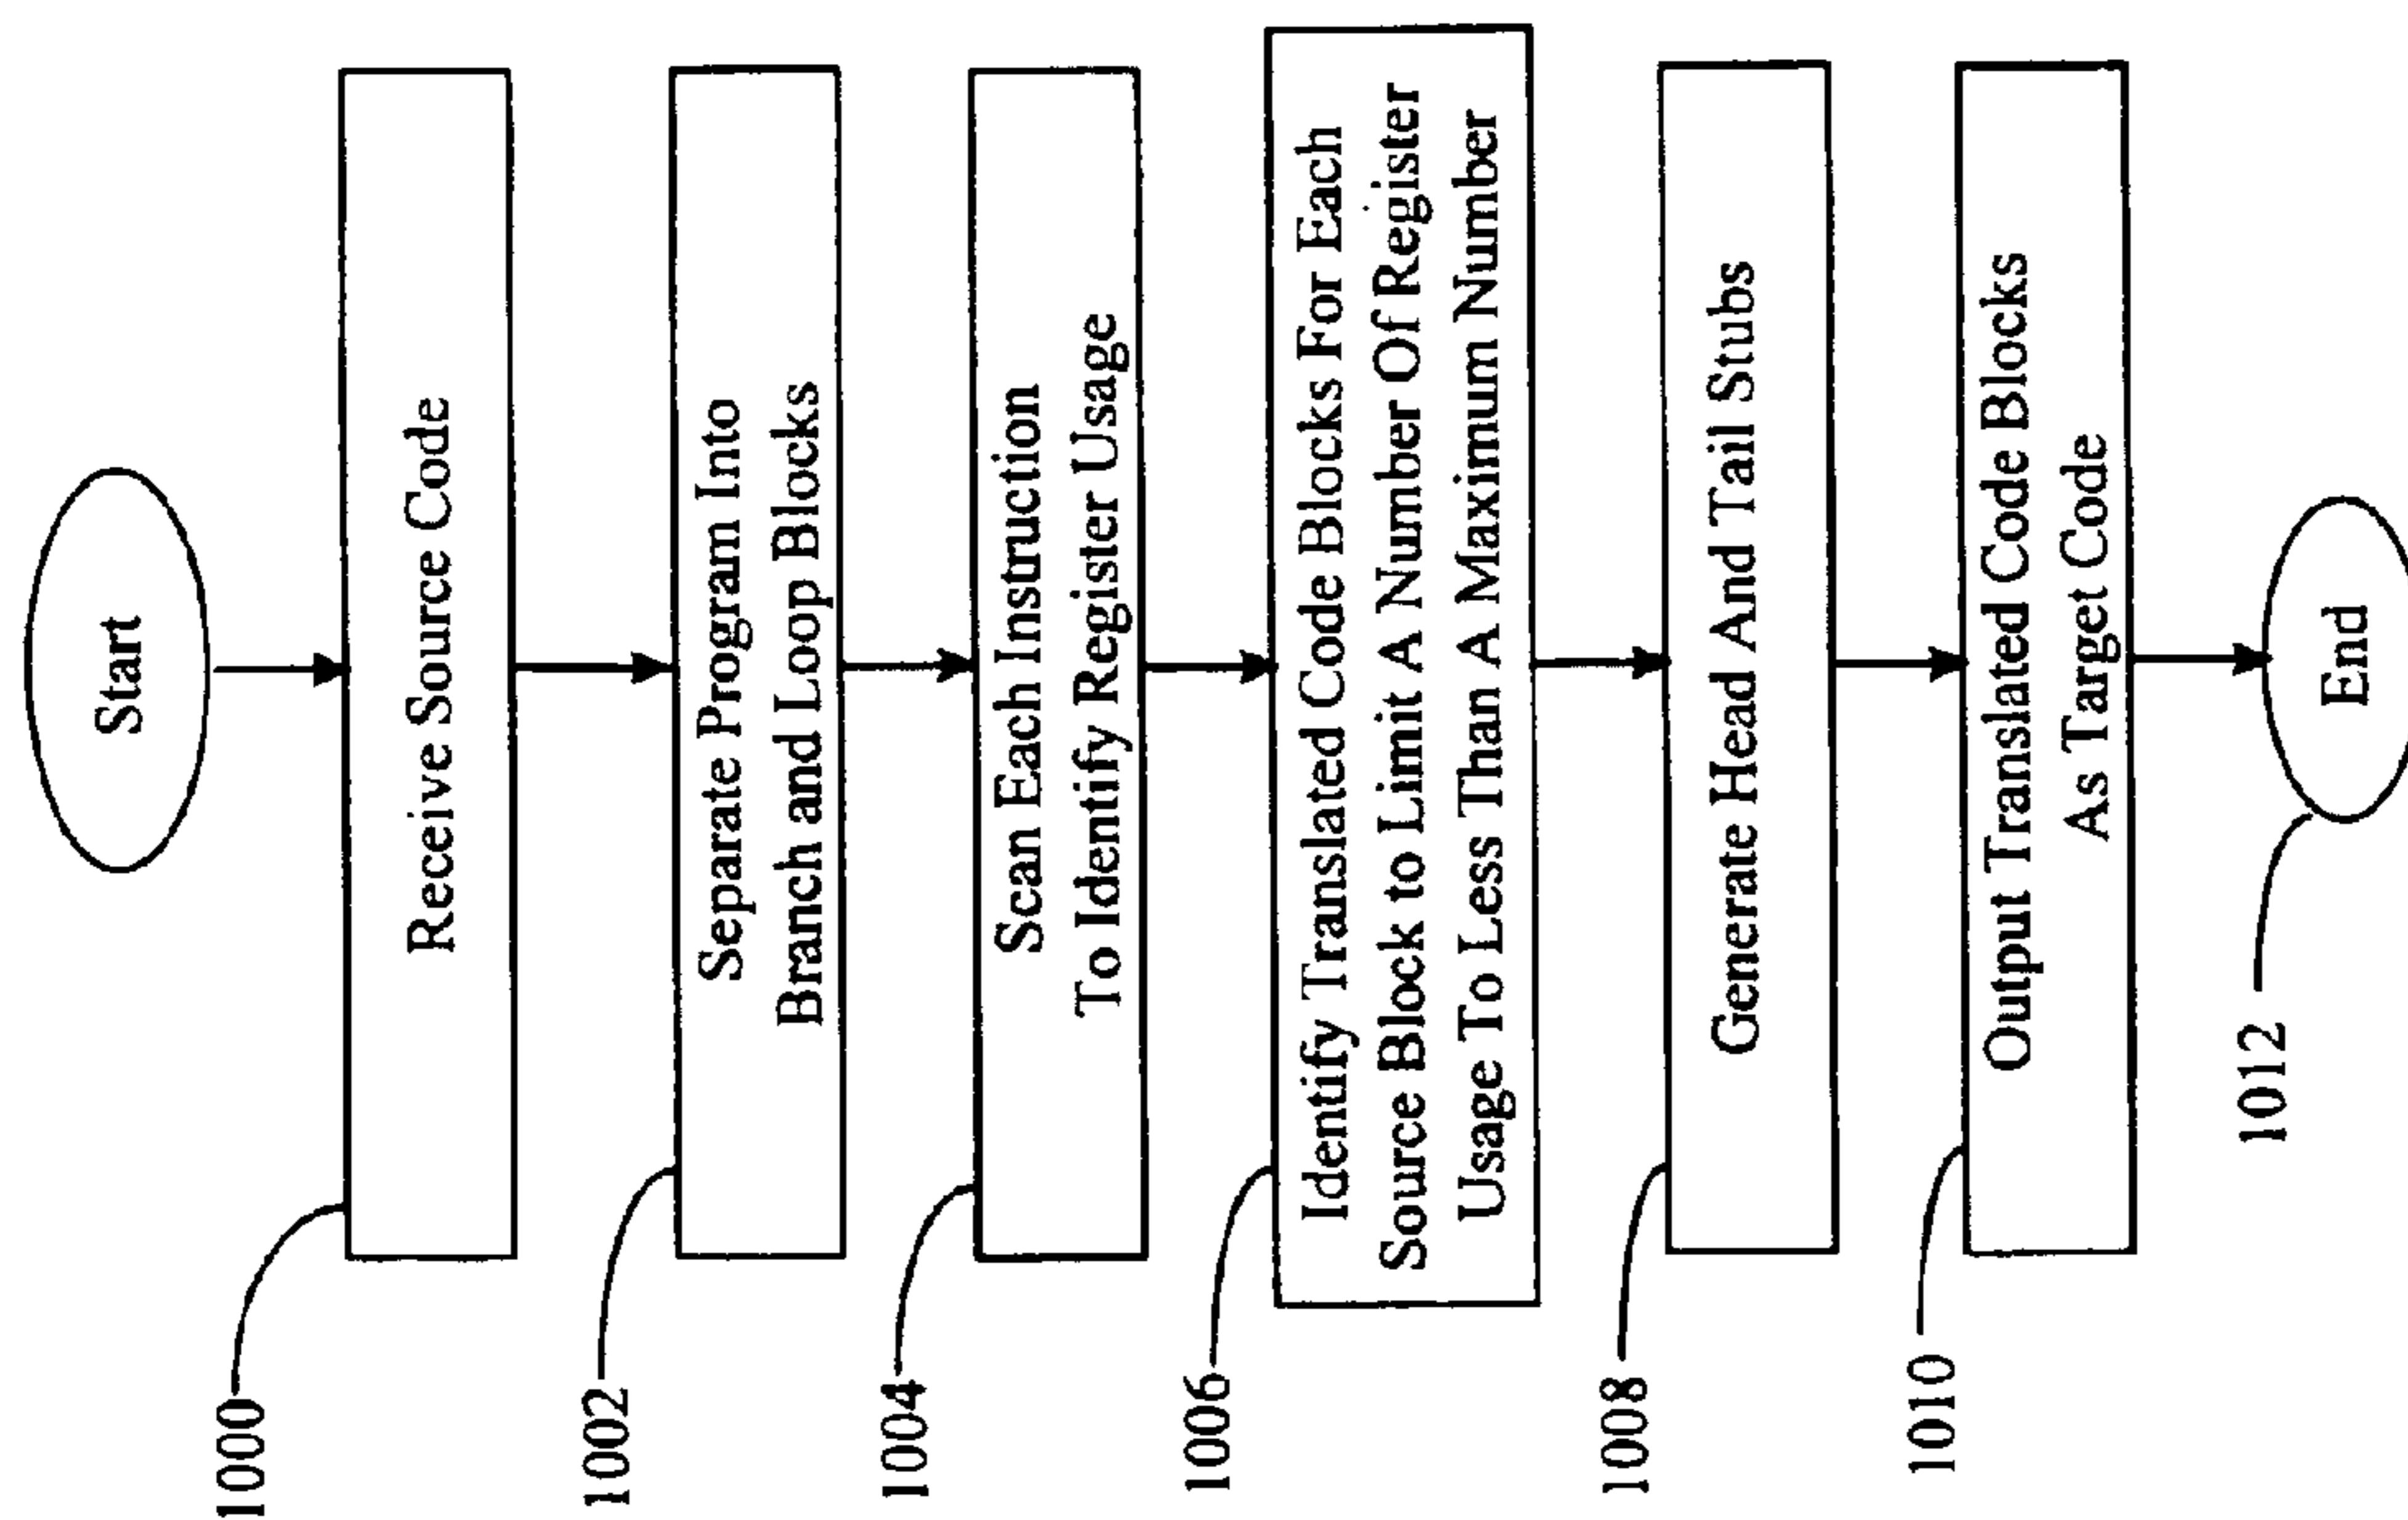 Start
1000
Receive Source Code
1002
Separate Program Into
Branch and Loop Blocks
1004
Scan Each Instruction
To Identify Register Usage
1006
Identify Translated Code Blocks For Each
Source Block to Limit A Number Of Register
Usage To Less Than A Maximum Number
1008
Generate Head And Tail Stubs
1010
Output Translated Code Blocks
As Target Code
1012
End